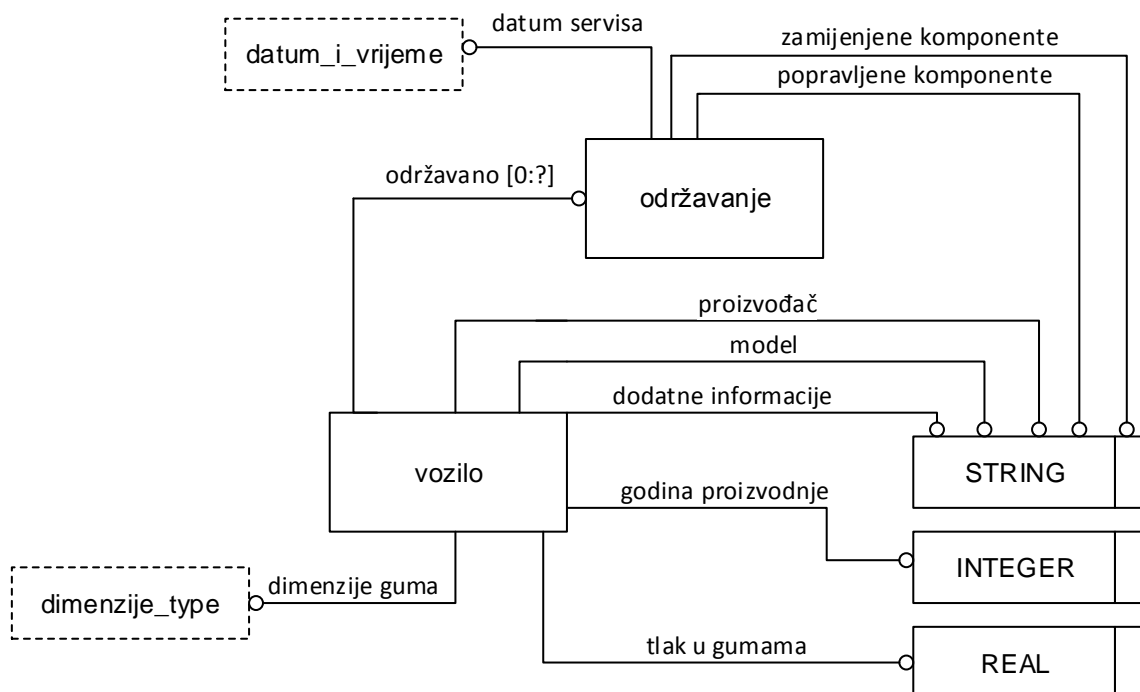 datum servisa
zamijenjene komponente
datum_i_vrijeme
popravljene komponente
održavano [0:?]
održavanje
proizvođač
model
dodatne informacije
vozilo
STRING
godina proizvodnje
INTEGER
dimenzije_type
dimenzije guma
tlak u gumama
REAL